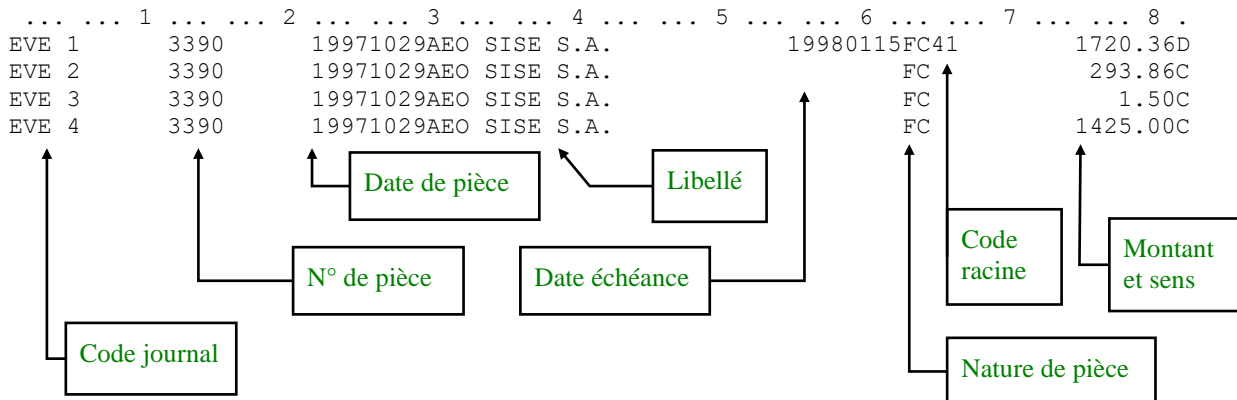 ... ... 1 ... ... 2 ... ... 3 ... ... 4 ... ... 5 ... ... 6 ... ... 7 ... ... 8 .
EVE 1 3390 19971029AEO SISE S.A. 19980115FC41 1720.36D
EVE 2 3390 19971029AEO SISE S.A. FC 293.86C
EVE 3 3390 19971029AEO SISE S.A. FC 1.50C
EVE 4 3390 19971029AEO SISE S.A. FC 1425.00C
Date de pièce
Libellé
N° de pièce
Date échéance
Code
racine
Montant
et sens
Code journal
Nature de pièce